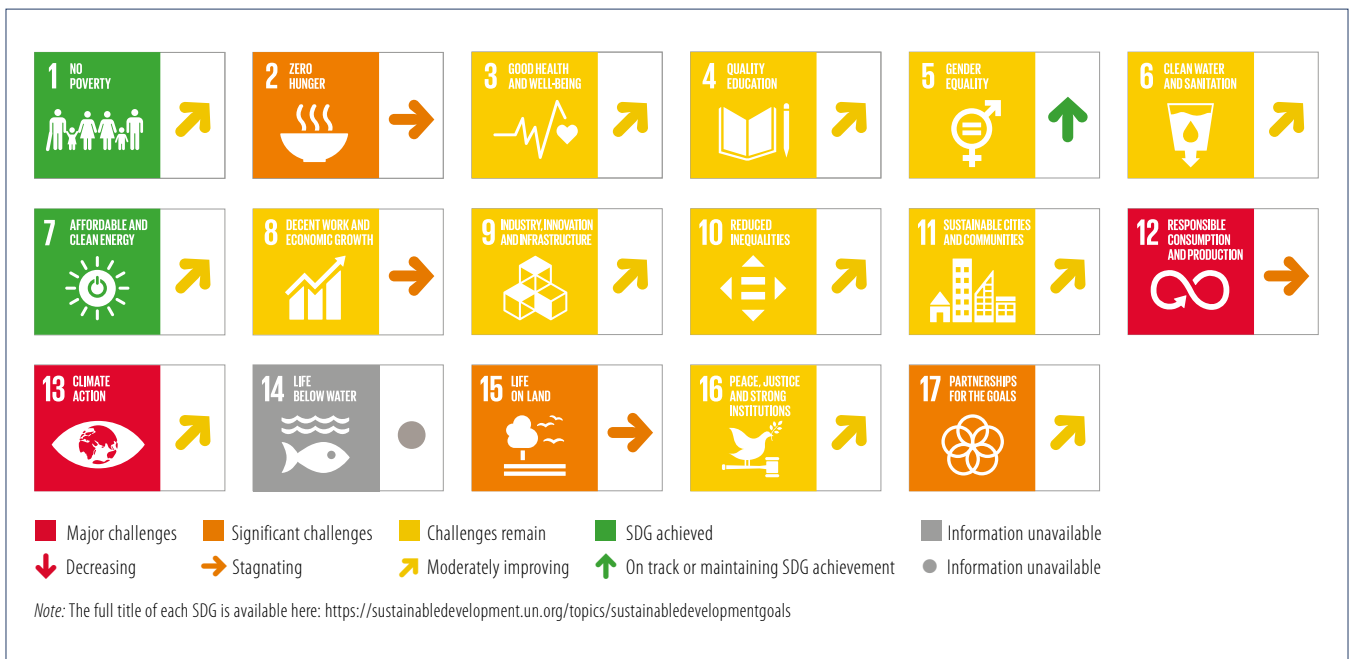 1 NO
POVERTY
2 ZERO
HUNGER
3 GOOD HEALTH
AND WELL-BEING
4 QUALITY
EDUCATION
5 GENDER
EQUALITY
6 CLEAN WATER
AND SANITATION
7 AFFORDABLE AND
CLEAN ENERGY
8 DECENT WORK AND
ECONOMIC GROWTH
9 INDUSTRY, INNOVATION
AND INFRASTRUCTURE
10 REDUCED
INEQUALITIES
11 SUSTAINABLE CITIES
AND COMMUNITIES
12 RESPONSIBLE
CONSUMPTION
AND PRODUCTION
13 CLIMATE
ACTION
14 LIFE
BELOW WATER
15 LIFE
ON LAND
16 PEACE, JUSTICE
AND STRONG
INSTITUTIONS
17 PARTNERSHIPS
FOR THE GOALS
Major challenges Significant challenges Challenges remain SDG achieved Information unavailable
Decreasing Stagnating Moderately improving On track or maintaining SDG achievement Information unavailable
Note: The full title of each SDG is available here: https://sustainabledevelopment.un.org/topics/sustainabledevelopmentgoals